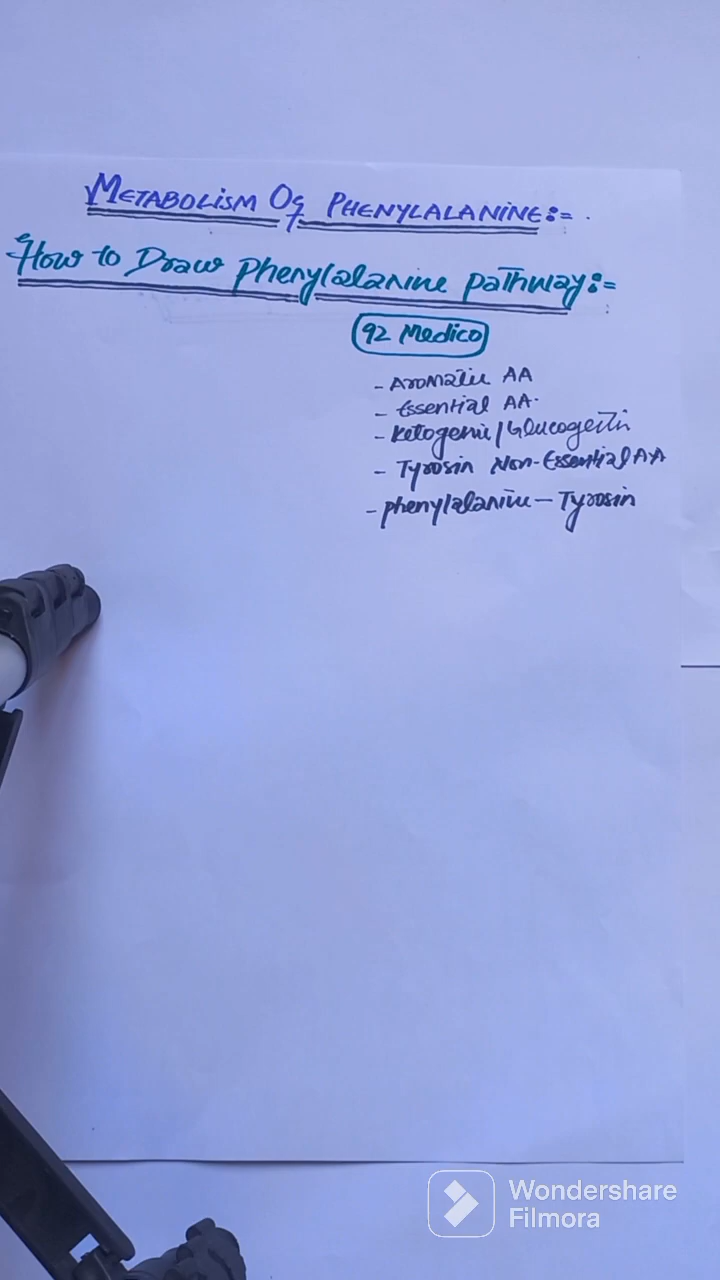 METABOLISM OF PHENYLALANINE:=
How to Draw Phenylalanine pathway:=
92 Medico
- Aromatic AA
- Essential AA.
- Ketogenic/Glucogenic
- Tyrosin Non-Essential AA
- phenylalanine - Tyrosin
Wondershare
Filmora